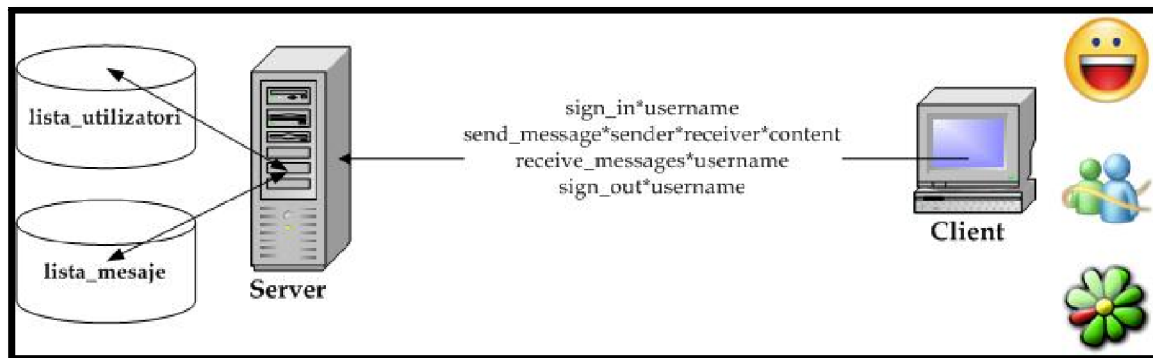 lista_utilizatori
lista_mesaje
Server
sign_in*username
send_message*sender*receiver*content
receive_messages*username
sign_out*username
Client